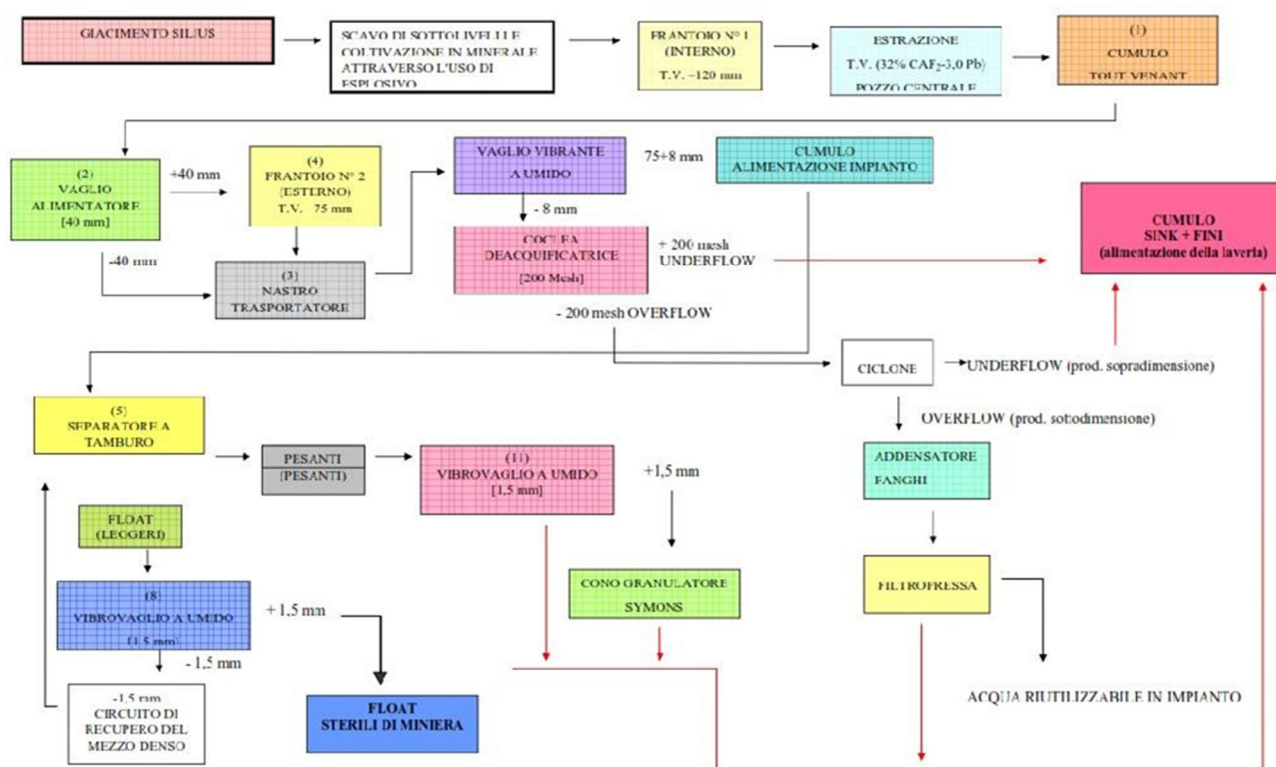 GIACIMENTO SILIUS
SCAVO DI SOTTOLIVELLI E
COLTIVAZIONE IN MINERALE
ATTRAVERSO L'USO DI
ESPLOSIVO
FRANTOIO N° 1
(INTERNO)
T.V. -120 mm
ESTRAZIONE
T.V. (32% CAF₂-3,0 Pb)
POZZO CENTRALE
(1)
CUMULO
TOUT VENANT
(2)
VAGLIO
ALIMENTATORE
[40 mm]
+40 mm
-40 mm
(4)
FRANTOIO N° 2
(ESTERNO)
T.V. 75 mm
(3)
NASTRO
TRASPORTATORE
VAGLIO VIBRANTE
A UMIDO
- 8 mm
75+8 mm
CUMULO
ALIMENTAZIONE IMPIANTO
COCLEA
DEACQUIFICATRICE
[200 Mesh]
+ 200 mesh
UNDERFLOW
- 200 mesh OVERFLOW
CUMULO
SINK + FINI
(alimentazione della laveria)
CICLONE
UNDERFLOW (prod. sopradimensione)
OVERFLOW (prod. sottodimensione)
(5)
SEPARATORE A
TAMBURO
PESANTI
(PESANTI)
(11)
VIBROVAGLIO A UMIDO
[1,5 mm]
+1,5 mm
ADDENSATORE
FANGHI
FLOAT
(LEGGERI)
(8)
VIBROVAGLIO A UMIDO
[1,5 mm]
+ 1,5 mm
- 1,5 mm
CONO GRANULATORE
SYMONS
FILTROPRESSA
-1,5 mm
CIRCUITO DI
RECUPERO DEL
MEZZO DENSO
FLOAT
STERILI DI MINIERA
ACQUA RIUTILIZZABILE IN IMPIANTO